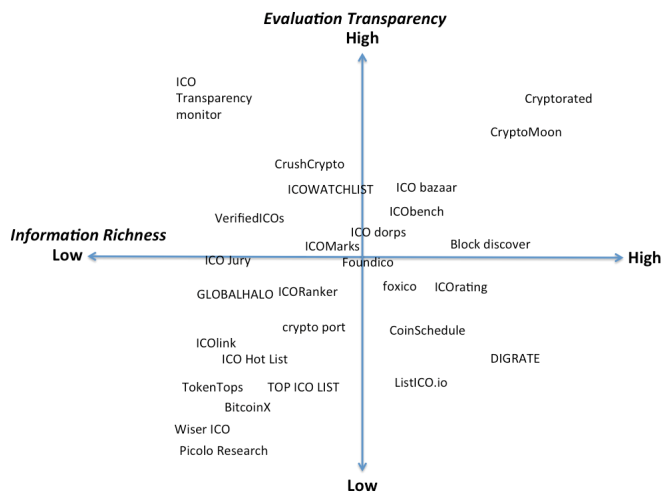 Evaluation Transparency
High
ICO
Transparency
monitor
Cryptorated
CryptoMoon
CrushCrypto
ICOWATCHLIST
ICO bazaar
ICObench
VerifiedICOs
ICO dorps
Information Richness
ICOMarks
Block discover
Low
High
ICO Jury
Foundico
foxico
ICOrating
GLOBALHALO
ICORanker
crypto port
CoinSchedule
ICOlink
ICO Hot List
DIGRATE
TokenTops
TOP ICO LIST
ListICO.io
BitcoinX
Wiser ICO
Picolo Research
Low